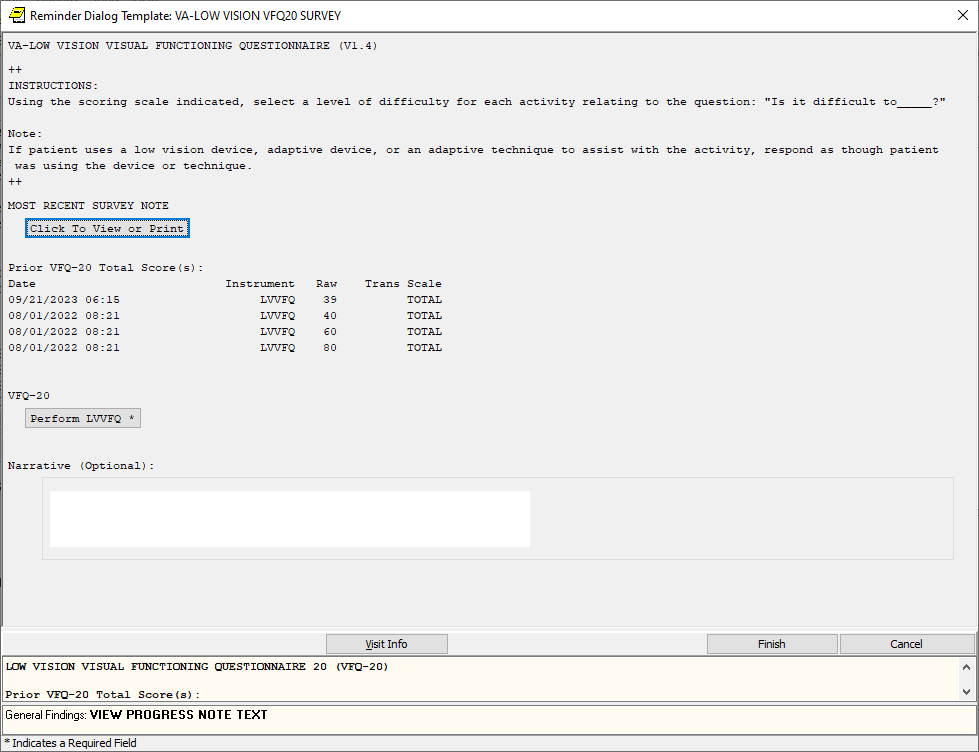 Reminder Dialog Template: VA-LOW VISION VFQ20 SURVEY
VA-LOW VISION VISUAL FUNCTIONING QUESTIONNAIRE (V1.4)
++
INSTRUCTIONS:
Using the scoring scale indicated, select a level of difficulty for each activity relating to the question: "Is it difficult to_____?"
Note:
If patient uses a low vision device, adaptive device, or an adaptive technique to assist with the activity, respond as though patient
was using the device or technique.
++
MOST RECENT SURVEY NOTE
Click To View or Print
Prior VFQ-20 Total Score(s):
Date Instrument Raw Trans Scale
09/21/2023 06:15 LVVFQ 39 TOTAL
08/01/2022 08:21 LVVFQ 40 TOTAL
08/01/2022 08:21 LVVFQ 60 TOTAL
08/01/2022 08:21 LVVFQ 80 TOTAL
VFQ-20
Perform LVVFQ *
Narrative (Optional):
Visit Info Finish Cancel
LOW VISION VISUAL FUNCTIONING QUESTIONNAIRE 20 (VFQ-20)
Prior VFQ-20 Total Score(s):
General Findings: VIEW PROGRESS NOTE TEXT
* Indicates a Required Field